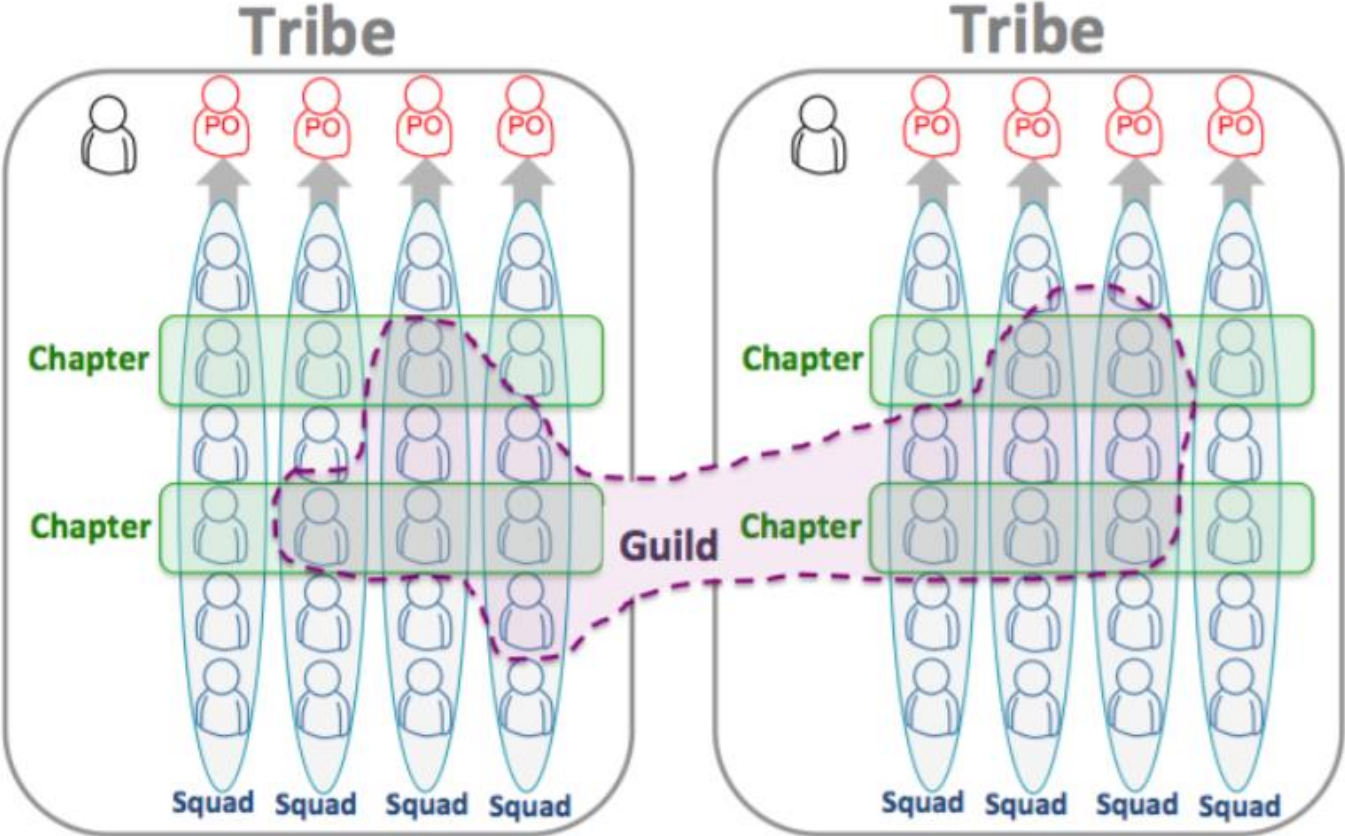 Tribe Tribe
PO PO PO PO PO PO PO PO
Chapter Chapter
Chapter Guild Chapter
Squad Squad Squad Squad Squad Squad Squad Squad